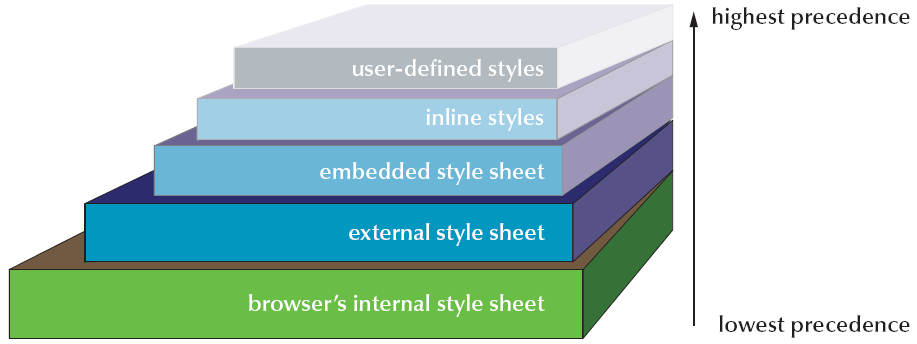 highest precedence
user-defined styles
inline styles
embedded style sheet
external style sheet
browser’s internal style sheet
lowest precedence